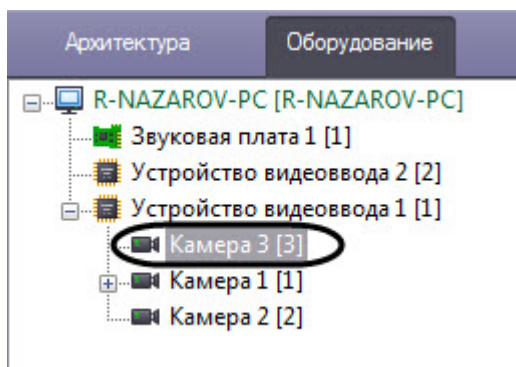 Архитектура Оборудование
R-NAZAROV-PC [R-NAZAROV-PC]
Звуковая плата 1 [1]
Устройство видеоввода 2 [2]
Устройство видеоввода 1 [1]
Камера 3 [3]
Камера 1 [1]
Камера 2 [2]